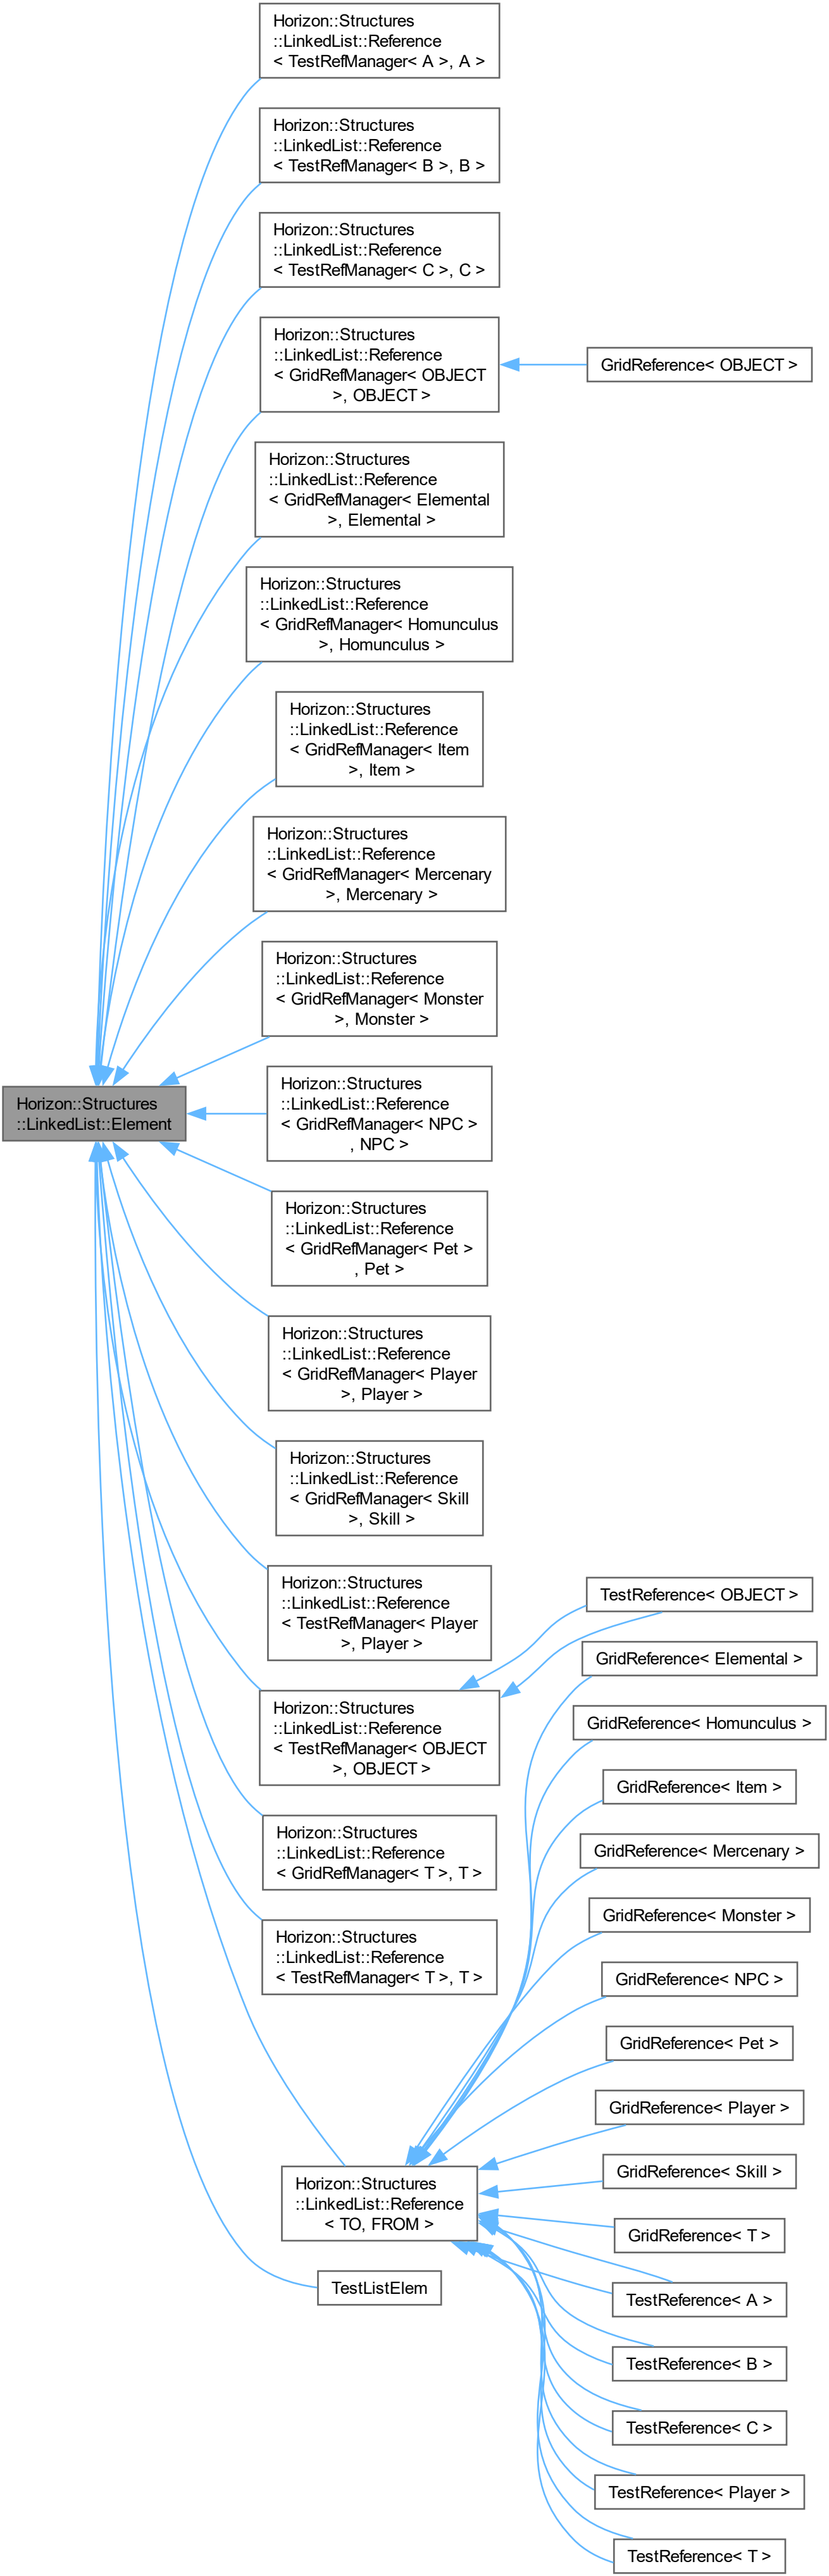 Horizon::Structures
::LinkedList::Reference
< TestRefManager< A >, A >
Horizon::Structures
::LinkedList::Reference
< TestRefManager< B >, B >
Horizon::Structures
::LinkedList::Reference
< TestRefManager< C >, C >
Horizon::Structures
::LinkedList::Reference
< GridRefManager< OBJECT
>, OBJECT >
GridReference< OBJECT >
Horizon::Structures
::LinkedList::Reference
< GridRefManager< Elemental
>, Elemental >
Horizon::Structures
::LinkedList::Reference
< GridRefManager< Homunculus
>, Homunculus >
Horizon::Structures
::LinkedList::Reference
< GridRefManager< Item
>, Item >
Horizon::Structures
::LinkedList::Reference
< GridRefManager< Mercenary
>, Mercenary >
Horizon::Structures
::LinkedList::Reference
< GridRefManager< Monster
>, Monster >
Horizon::Structures
::LinkedList::Element
Horizon::Structures
::LinkedList::Reference
< GridRefManager< NPC >
, NPC >
Horizon::Structures
::LinkedList::Reference
< GridRefManager< Pet >
, Pet >
Horizon::Structures
::LinkedList::Reference
< GridRefManager< Player
>, Player >
Horizon::Structures
::LinkedList::Reference
< GridRefManager< Skill
>, Skill >
Horizon::Structures
::LinkedList::Reference
< TestRefManager< Player
>, Player >
Horizon::Structures
::LinkedList::Reference
< TestRefManager< OBJECT
>, OBJECT >
Horizon::Structures
::LinkedList::Reference
< GridRefManager< T >, T >
Horizon::Structures
::LinkedList::Reference
< TestRefManager< T >, T >
Horizon::Structures
::LinkedList::Reference
< TO, FROM >
TestListElem
TestReference< OBJECT >
GridReference< Elemental >
GridReference< Homunculus >
GridReference< Item >
GridReference< Mercenary >
GridReference< Monster >
GridReference< NPC >
GridReference< Pet >
GridReference< Player >
GridReference< Skill >
GridReference< T >
TestReference< A >
TestReference< B >
TestReference< C >
TestReference< Player >
TestReference< T >